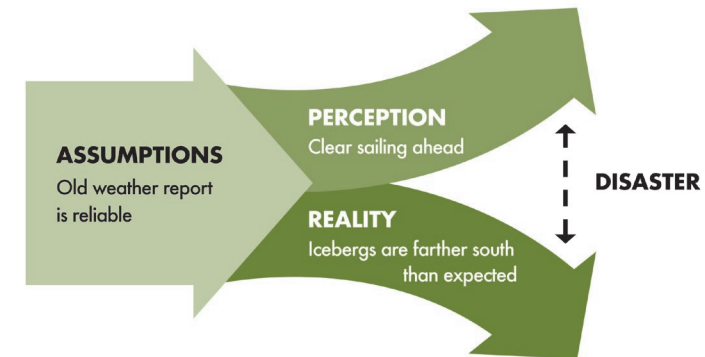 ASSUMPTIONS
Old weather report
is reliable
PERCEPTION
Clear sailing ahead
REALITY
Icebergs are farther south
than expected
DISASTER